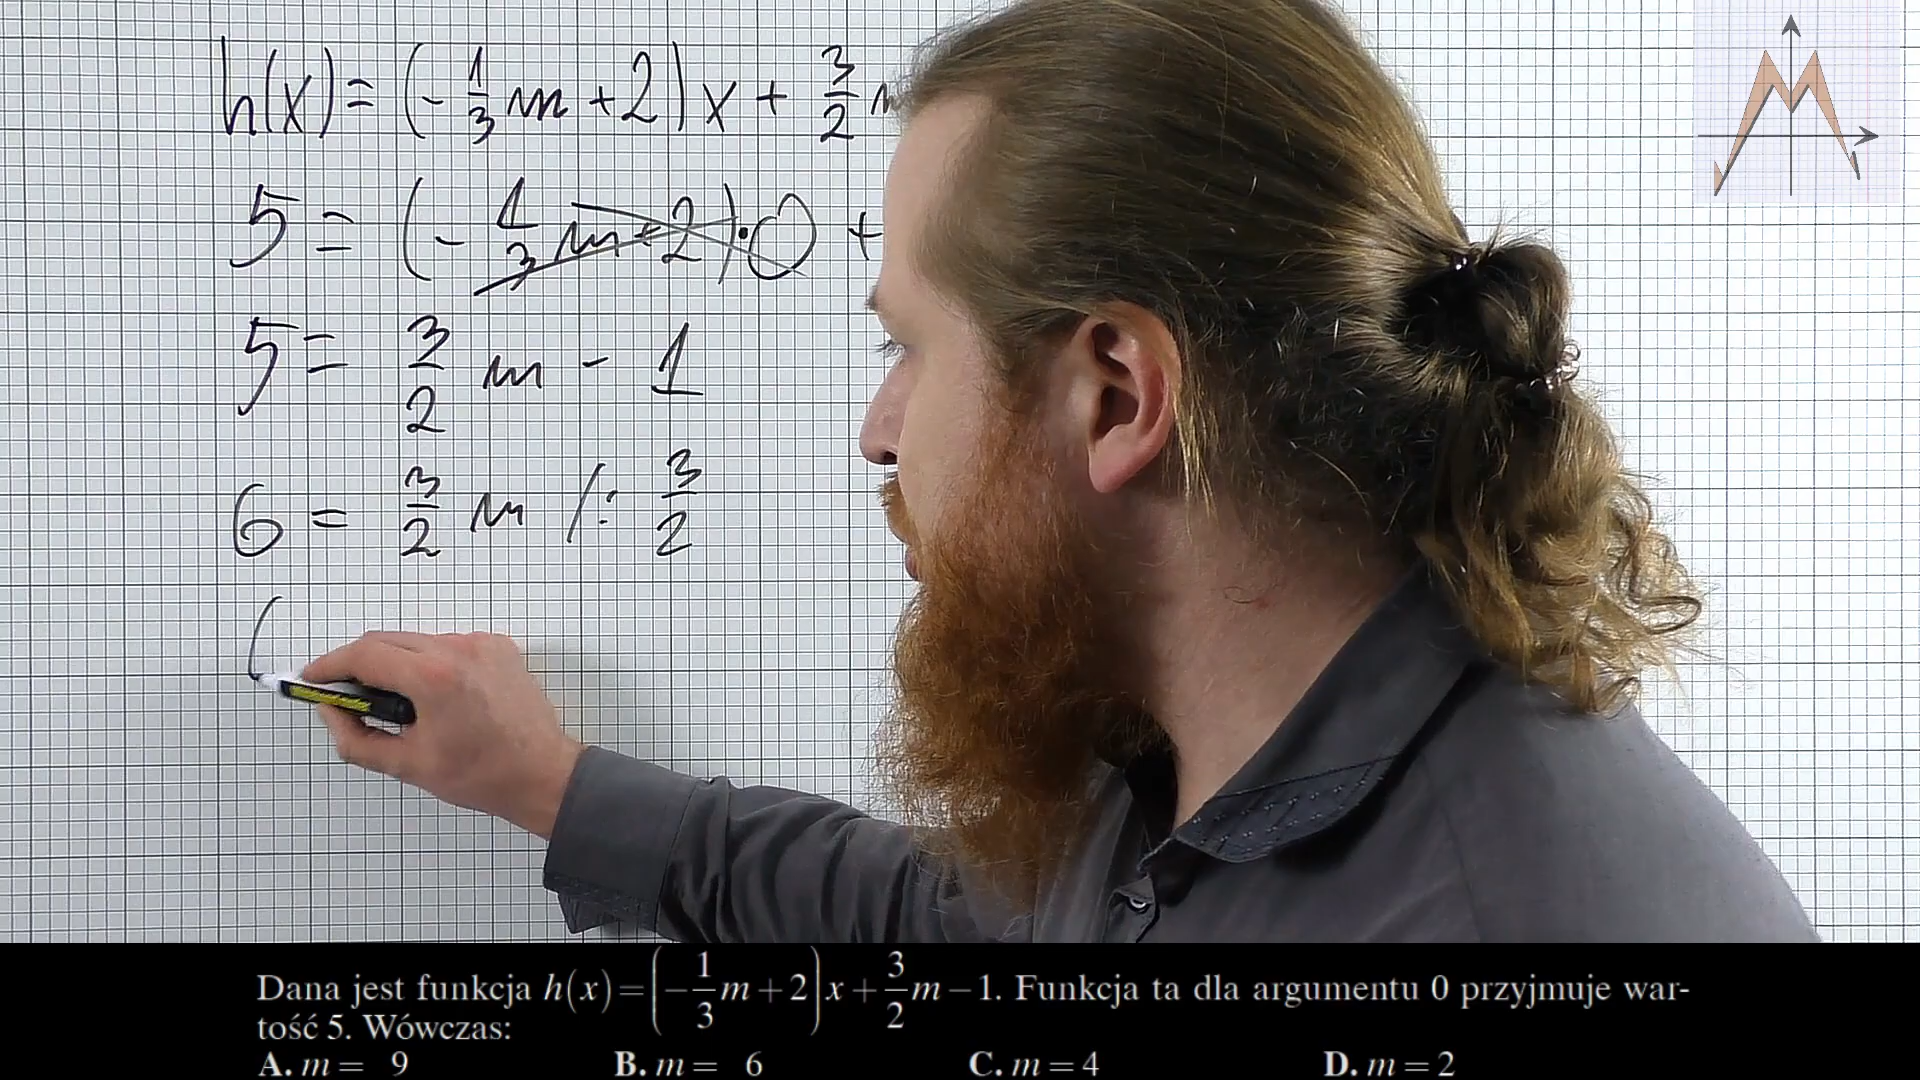 h(x) = (-1/3 m + 2) x + 3/2
5 = (-1/3 m + 2) · 0 +
5 = 3/2 m - 1
6 = 3/2 m /: 3/2
Dana jest funkcja h(x) = (-1/3 m + 2) x + 3/2 m - 1. Funkcja ta dla argumentu 0 przyjmuje war-
tość 5. Wówczas:
A. m = 9 B. m = 6 C. m = 4 D. m = 2